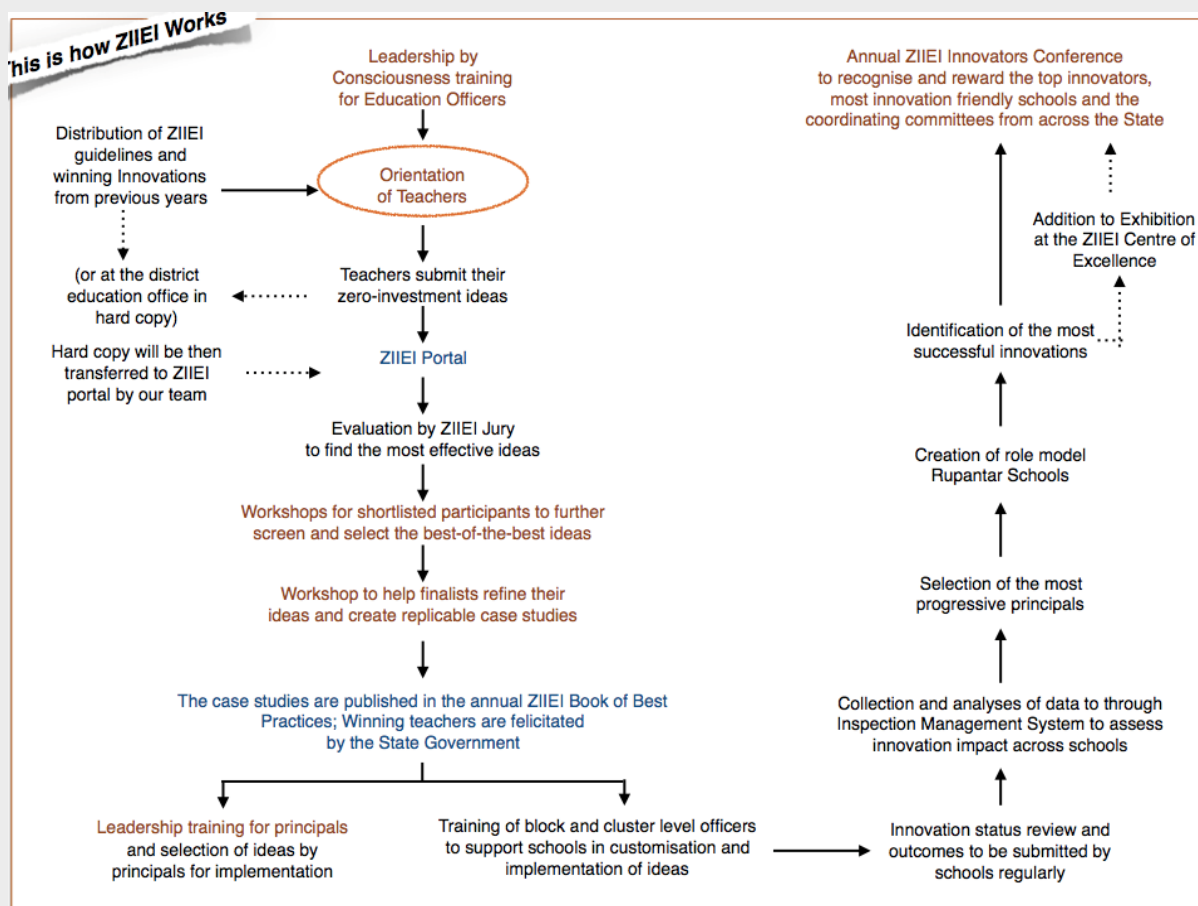 This is how ZIIEI Works
Leadership by
Consciousness training
for Education Officers
Distribution of ZIIEI
guidelines and
winning Innovations
from previous years
Orientation
of Teachers
(or at the district
education office in
hard copy)
Teachers submit their
zero-investment ideas
Hard copy will be then
transferred to ZIIEI
portal by our team
ZIIEI Portal
Evaluation by ZIIEI Jury
to find the most effective ideas
Workshops for shortlisted participants to further
screen and select the best-of-the-best ideas
Workshop to help finalists refine their
ideas and create replicable case studies
The case studies are published in the annual ZIIEI Book of Best
Practices; Winning teachers are felicitated
by the State Government
Leadership training for principals
and selection of ideas by
principals for implementation
Training of block and cluster level officers
to support schools in customisation and
implementation of ideas
Innovation status review and
outcomes to be submitted by
schools regularly
Collection and analyses of data to through
Inspection Management System to assess
innovation impact across schools
Selection of the most
progressive principals
Creation of role model
Rupantar Schools
Identification of the most
successful innovations
Addition to Exhibition
at the ZIIEI Centre of
Excellence
Annual ZIIEI Innovators Conference
to recognise and reward the top innovators,
most innovation friendly schools and the
coordinating committees from across the State